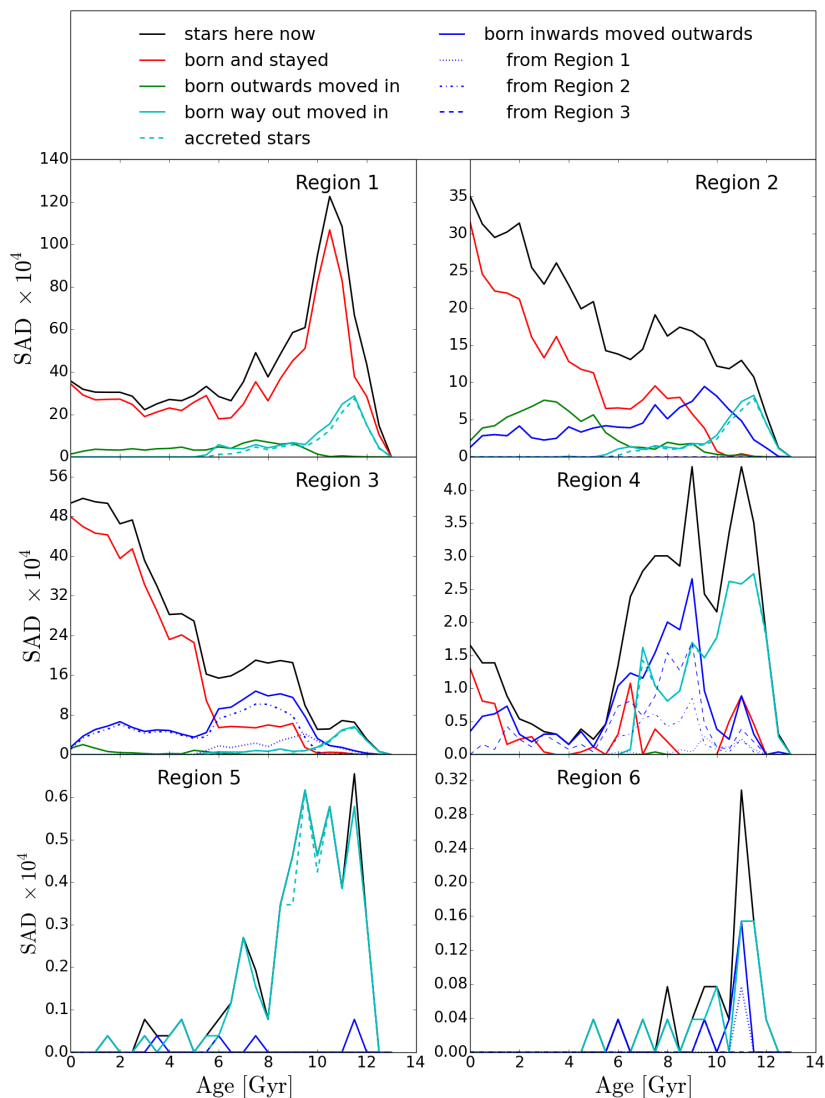 stars here now
born and stayed
born outwards moved in
born way out moved in
accreted stars
born inwards moved outwards
from Region 1
from Region 2
from Region 3
Region 1
140
120
100
80
60
40
20
0
SAD ×10⁴
Region 2
35
30
25
20
15
10
5
0
Region 3
56
48
40
32
24
16
8
0
SAD ×10⁴
Region 4
4.0
3.5
3.0
2.5
2.0
1.5
1.0
0.5
0.0
Region 5
0.6
0.5
0.4
0.3
0.2
0.1
0.0
SAD ×10⁴
0 2 4 6 8 10 12 14
Age [Gyr]
Region 6
0.32
0.28
0.24
0.20
0.16
0.12
0.08
0.04
0.00
2 4 6 8 10 12 14
Age [Gyr]